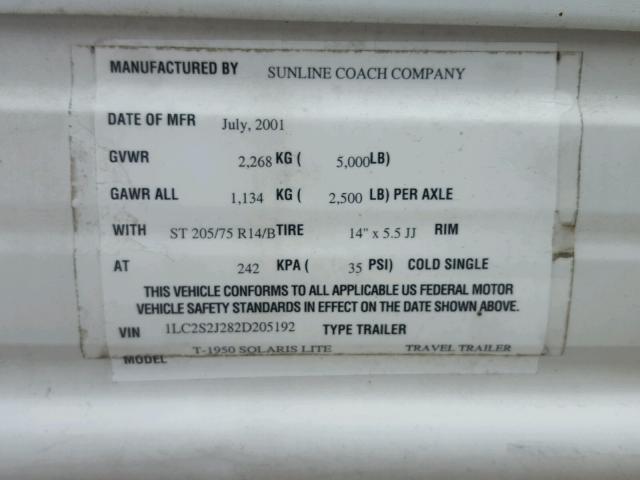 MANUFACTURED BY SUNLINE COACH COMPANY
DATE OF MFR July, 2001
GVWR 2,268 KG ( 5,000 LB)
GAWR ALL 1,134 KG ( 2,500 LB) PER AXLE
WITH ST 205/75 R14/B TIRE 14" x 5.5 JJ RIM
AT 242 KPA ( 35 PSI) COLD SINGLE
THIS VEHICLE CONFORMS TO ALL APPLICABLE US FEDERAL MOTOR
VEHICLE SAFETY STANDARDS IN EFFECT ON THE DATE SHOWN ABOVE.
VIN 1LC2S2J282D205192 TYPE TRAILER
MODEL T-1950 SOLARIS LITE TRAVEL TRAILER